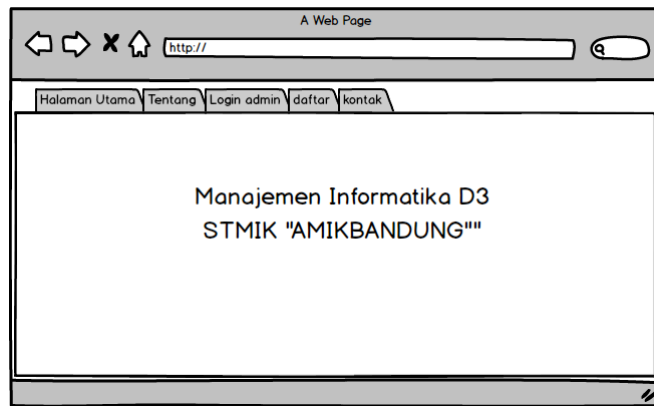 A Web Page
http://
Halaman Utama Tentang Login admin daftar kontak
Manajemen Informatika D3
STMIK "AMIKBANDUNG""